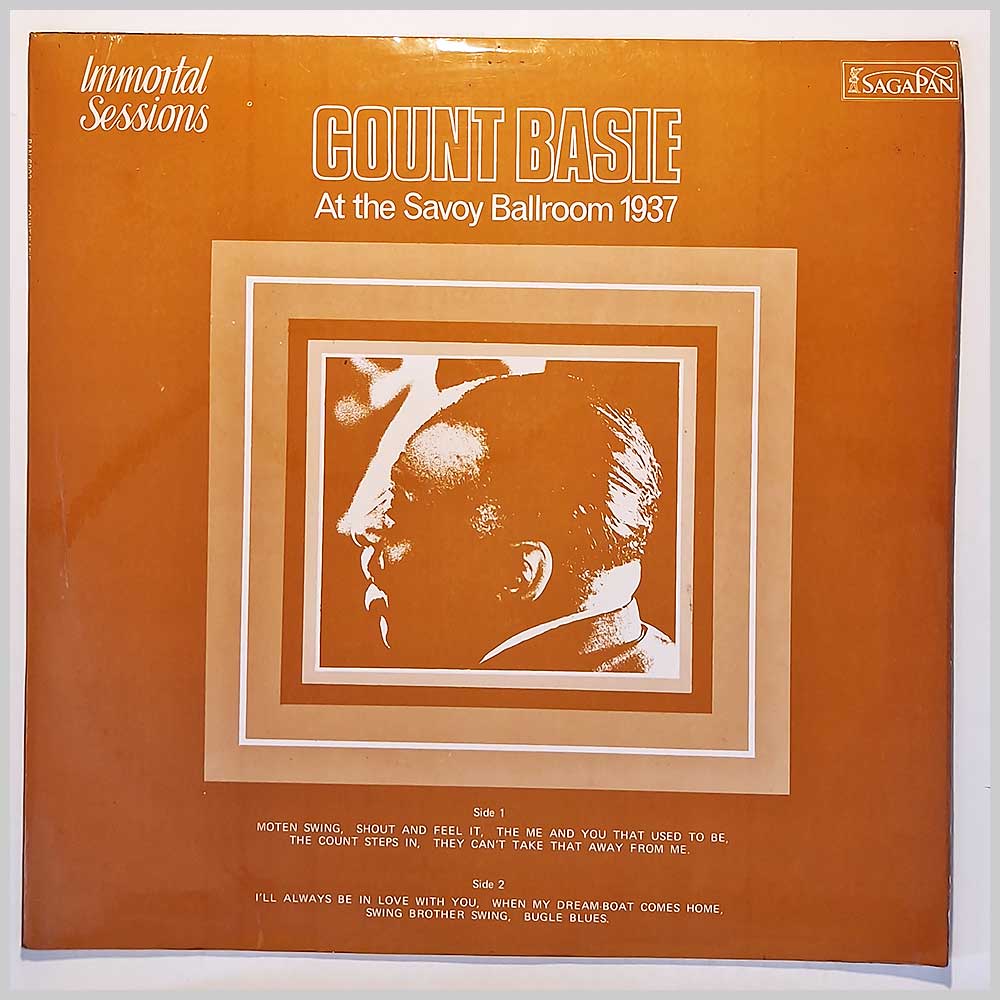 Immortal
Sessions
SAGAPAN
COUNT BASIE
At the Savoy Ballroom 1937
Side 1
MOTEN SWING, SHOUT AND FEEL IT, THE ME AND YOU THAT USED TO BE,
THE COUNT STEPS IN, THEY CAN'T TAKE THAT AWAY FROM ME.
Side 2
I'LL ALWAYS BE IN LOVE WITH YOU, WHEN MY DREAM-BOAT COMES HOME,
SWING BROTHER SWING, BUGLE BLUES.